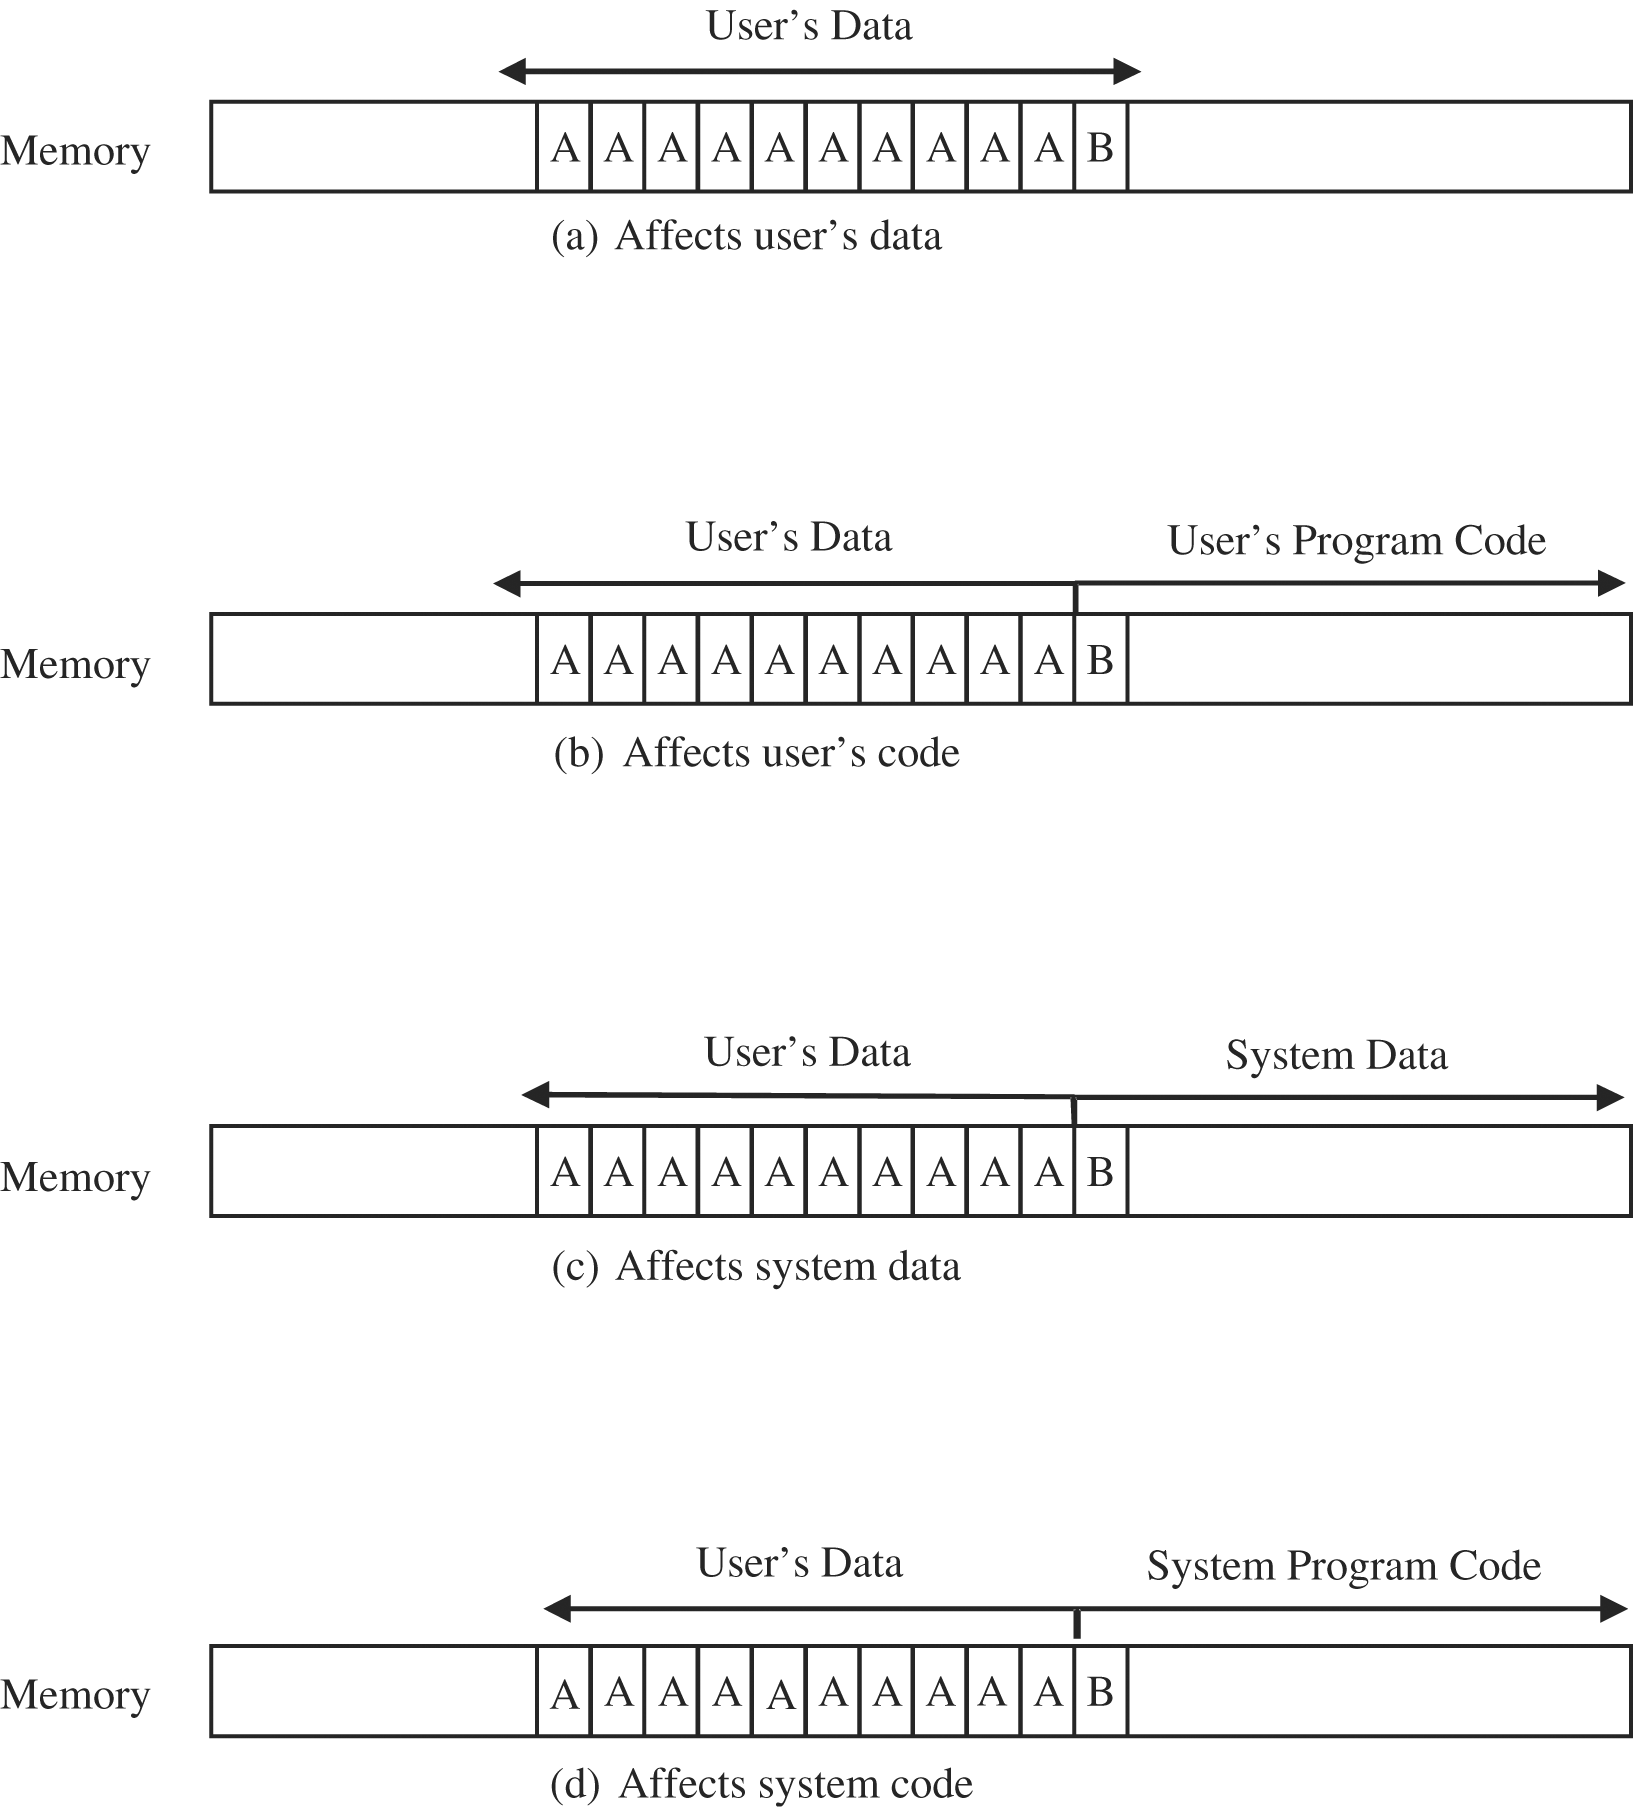 User’s Data
Memory A A A A A A A A A A B
(a) Affects user’s data
User’s Data User’s Program Code
Memory A A A A A A A A A A B
(b) Affects user’s code
User’s Data System Data
Memory A A A A A A A A A A B
(c) Affects system data
User’s Data System Program Code
Memory A A A A A A A A A A B
(d) Affects system code